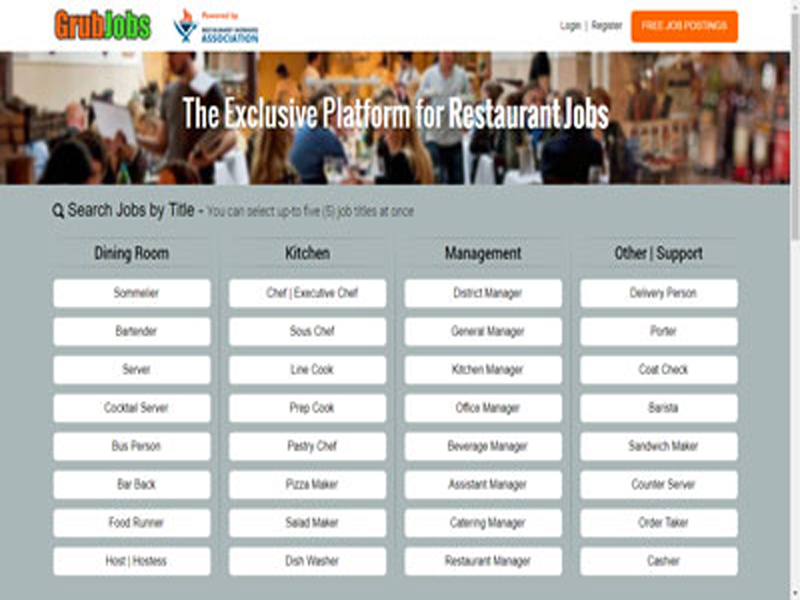 GrubJobs
Powered by
RESTAURANT WORKERS
ASSOCIATION
Login | Register
FREE JOB POSTINGS
The Exclusive Platform for Restaurant Jobs
Search Jobs by Title - You can select up-to five (5) job titles at once
Dining Room Kitchen Management Other | Support
Sommelier Chef | Executive Chef District Manager Delivery Person
Bartender Sous Chef General Manager Porter
Server Line Cook Kitchen Manager Coat Check
Cocktail Server Prep Cook Office Manager Barista
Bus Person Pastry Chef Beverage Manager Sandwich Maker
Bar Back Pizza Maker Assistant Manager Counter Server
Food Runner Salad Maker Catering Manager Order Taker
Host | Hostess Dish Washer Restaurant Manager Cashier